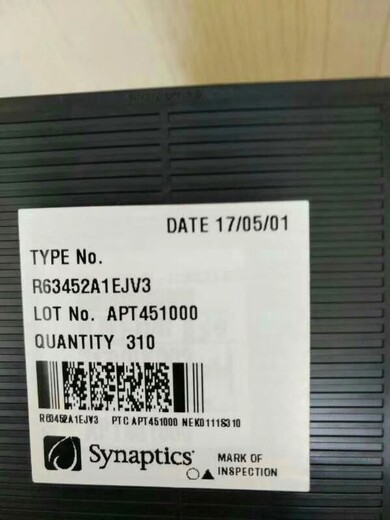 DATE 17/05/01
TYPE No.
R63452A1EJV3
LOT No. APT451000
QUANTITY 310
R63452A1EJV3 PTC APT451000 NEK01118310
Synaptics
MARK OF
INSPECTION